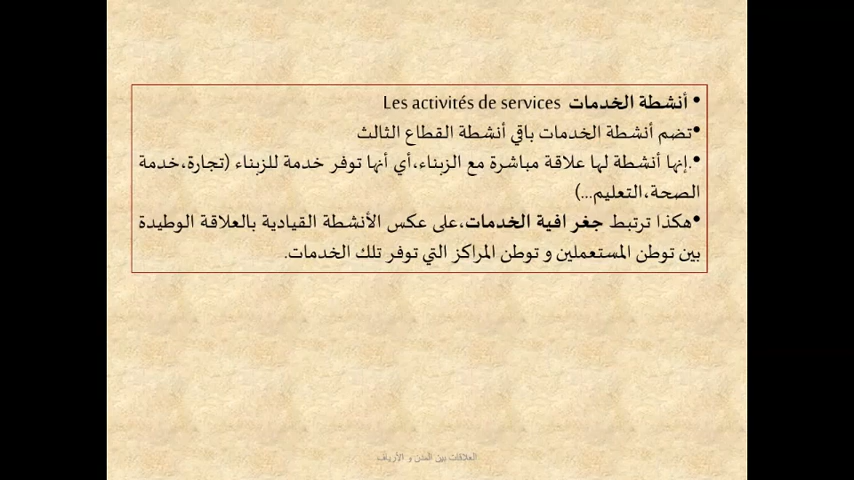 • أنشطة الخدمات Les activités de services
•تضم أنشطة الخدمات باقي أنشطة القطاع الثالث
•.إنها أنشطة لها علاقة مباشرة مع الزبناء،أي أنها توفر خدمة للزبناء (تجارة،خدمة
الصحة،التعليم...)
•هكذا ترتبط جغر افية الخدمات،على عكس الأنشطة القيادية بالعلاقة الوطيدة
بين توطن المستعملين و توطن المراكز التي توفر تلك الخدمات.
العلاقات بين المدن و الأرياف